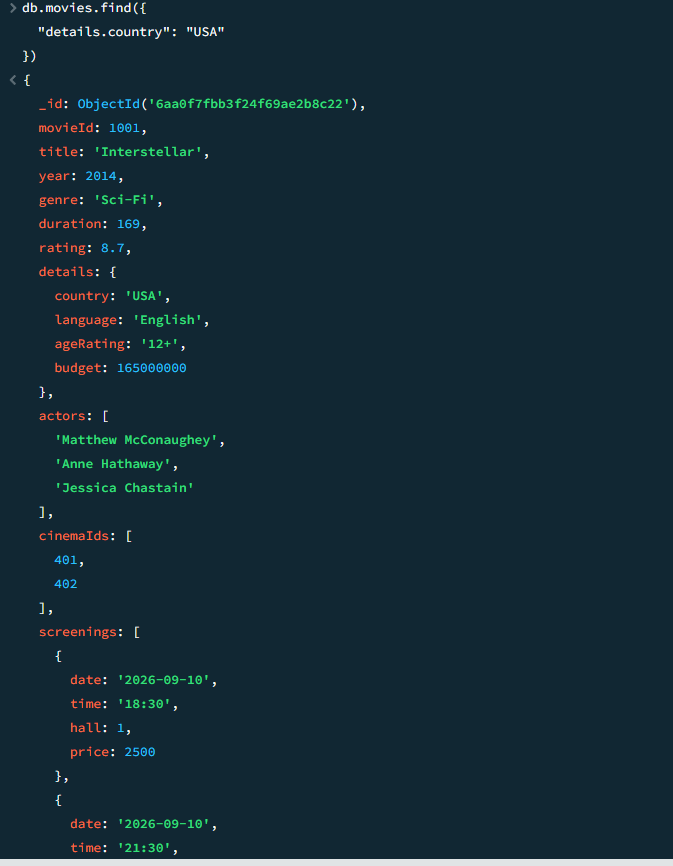 > db.movies.find({
"details.country": "USA"
})
< {
_id: ObjectId('6aa0f7fbb3f24f69ae2b8c22'),
movieId: 1001,
title: 'Interstellar',
year: 2014,
genre: 'Sci-Fi',
duration: 169,
rating: 8.7,
details: {
country: 'USA',
language: 'English',
ageRating: '12+',
budget: 165000000
},
actors: [
'Matthew McConaughey',
'Anne Hathaway',
'Jessica Chastain'
],
cinemaIds: [
401,
402
],
screenings: [
{
date: '2026-09-10',
time: '18:30',
hall: 1,
price: 2500
},
{
date: '2026-09-10',
time: '21:30',